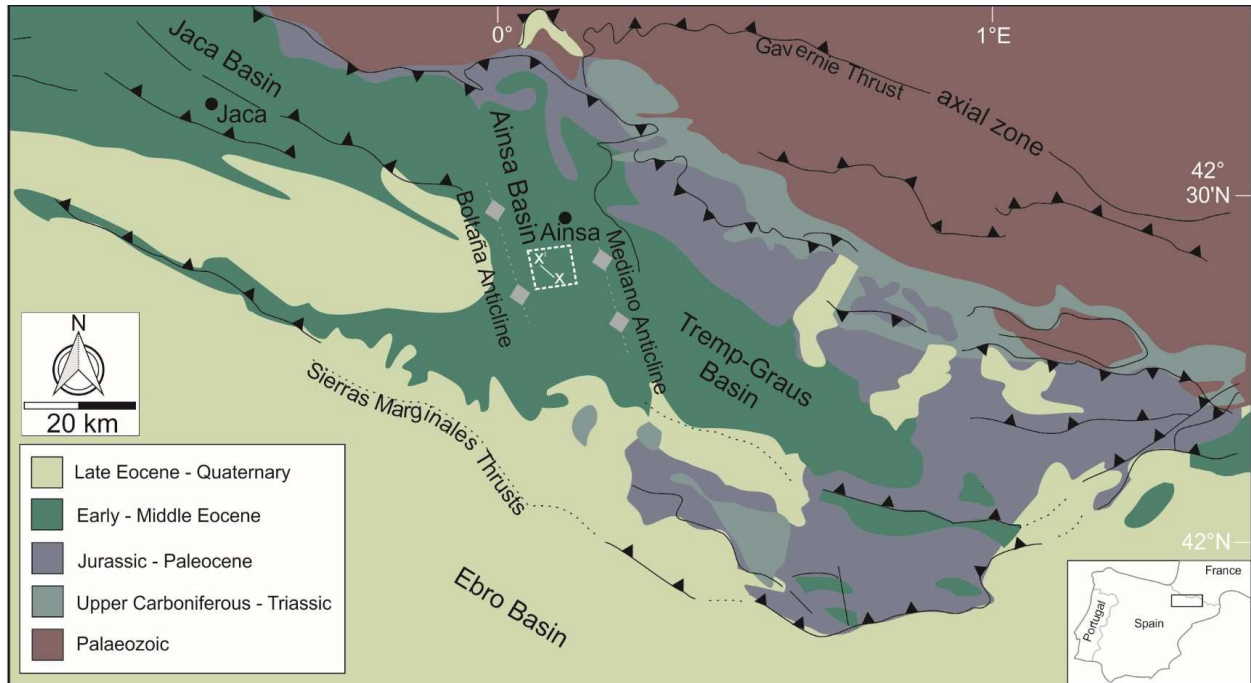 0°
1°E
Gavernie Thrust
axial zone
42°
30'N
Jaca Basin
Jaca
Ainsa Basin
Ainsa
Boltaña Anticline
Mediano Anticline
X'
X
Tremp-Graus
Basin
Sierras Marginales Thrusts
Ebro Basin
42°N
N
20 km
Late Eocene - Quaternary
Early - Middle Eocene
Jurassic - Paleocene
Upper Carboniferous - Triassic
Palaeozoic
France
Portugal
Spain